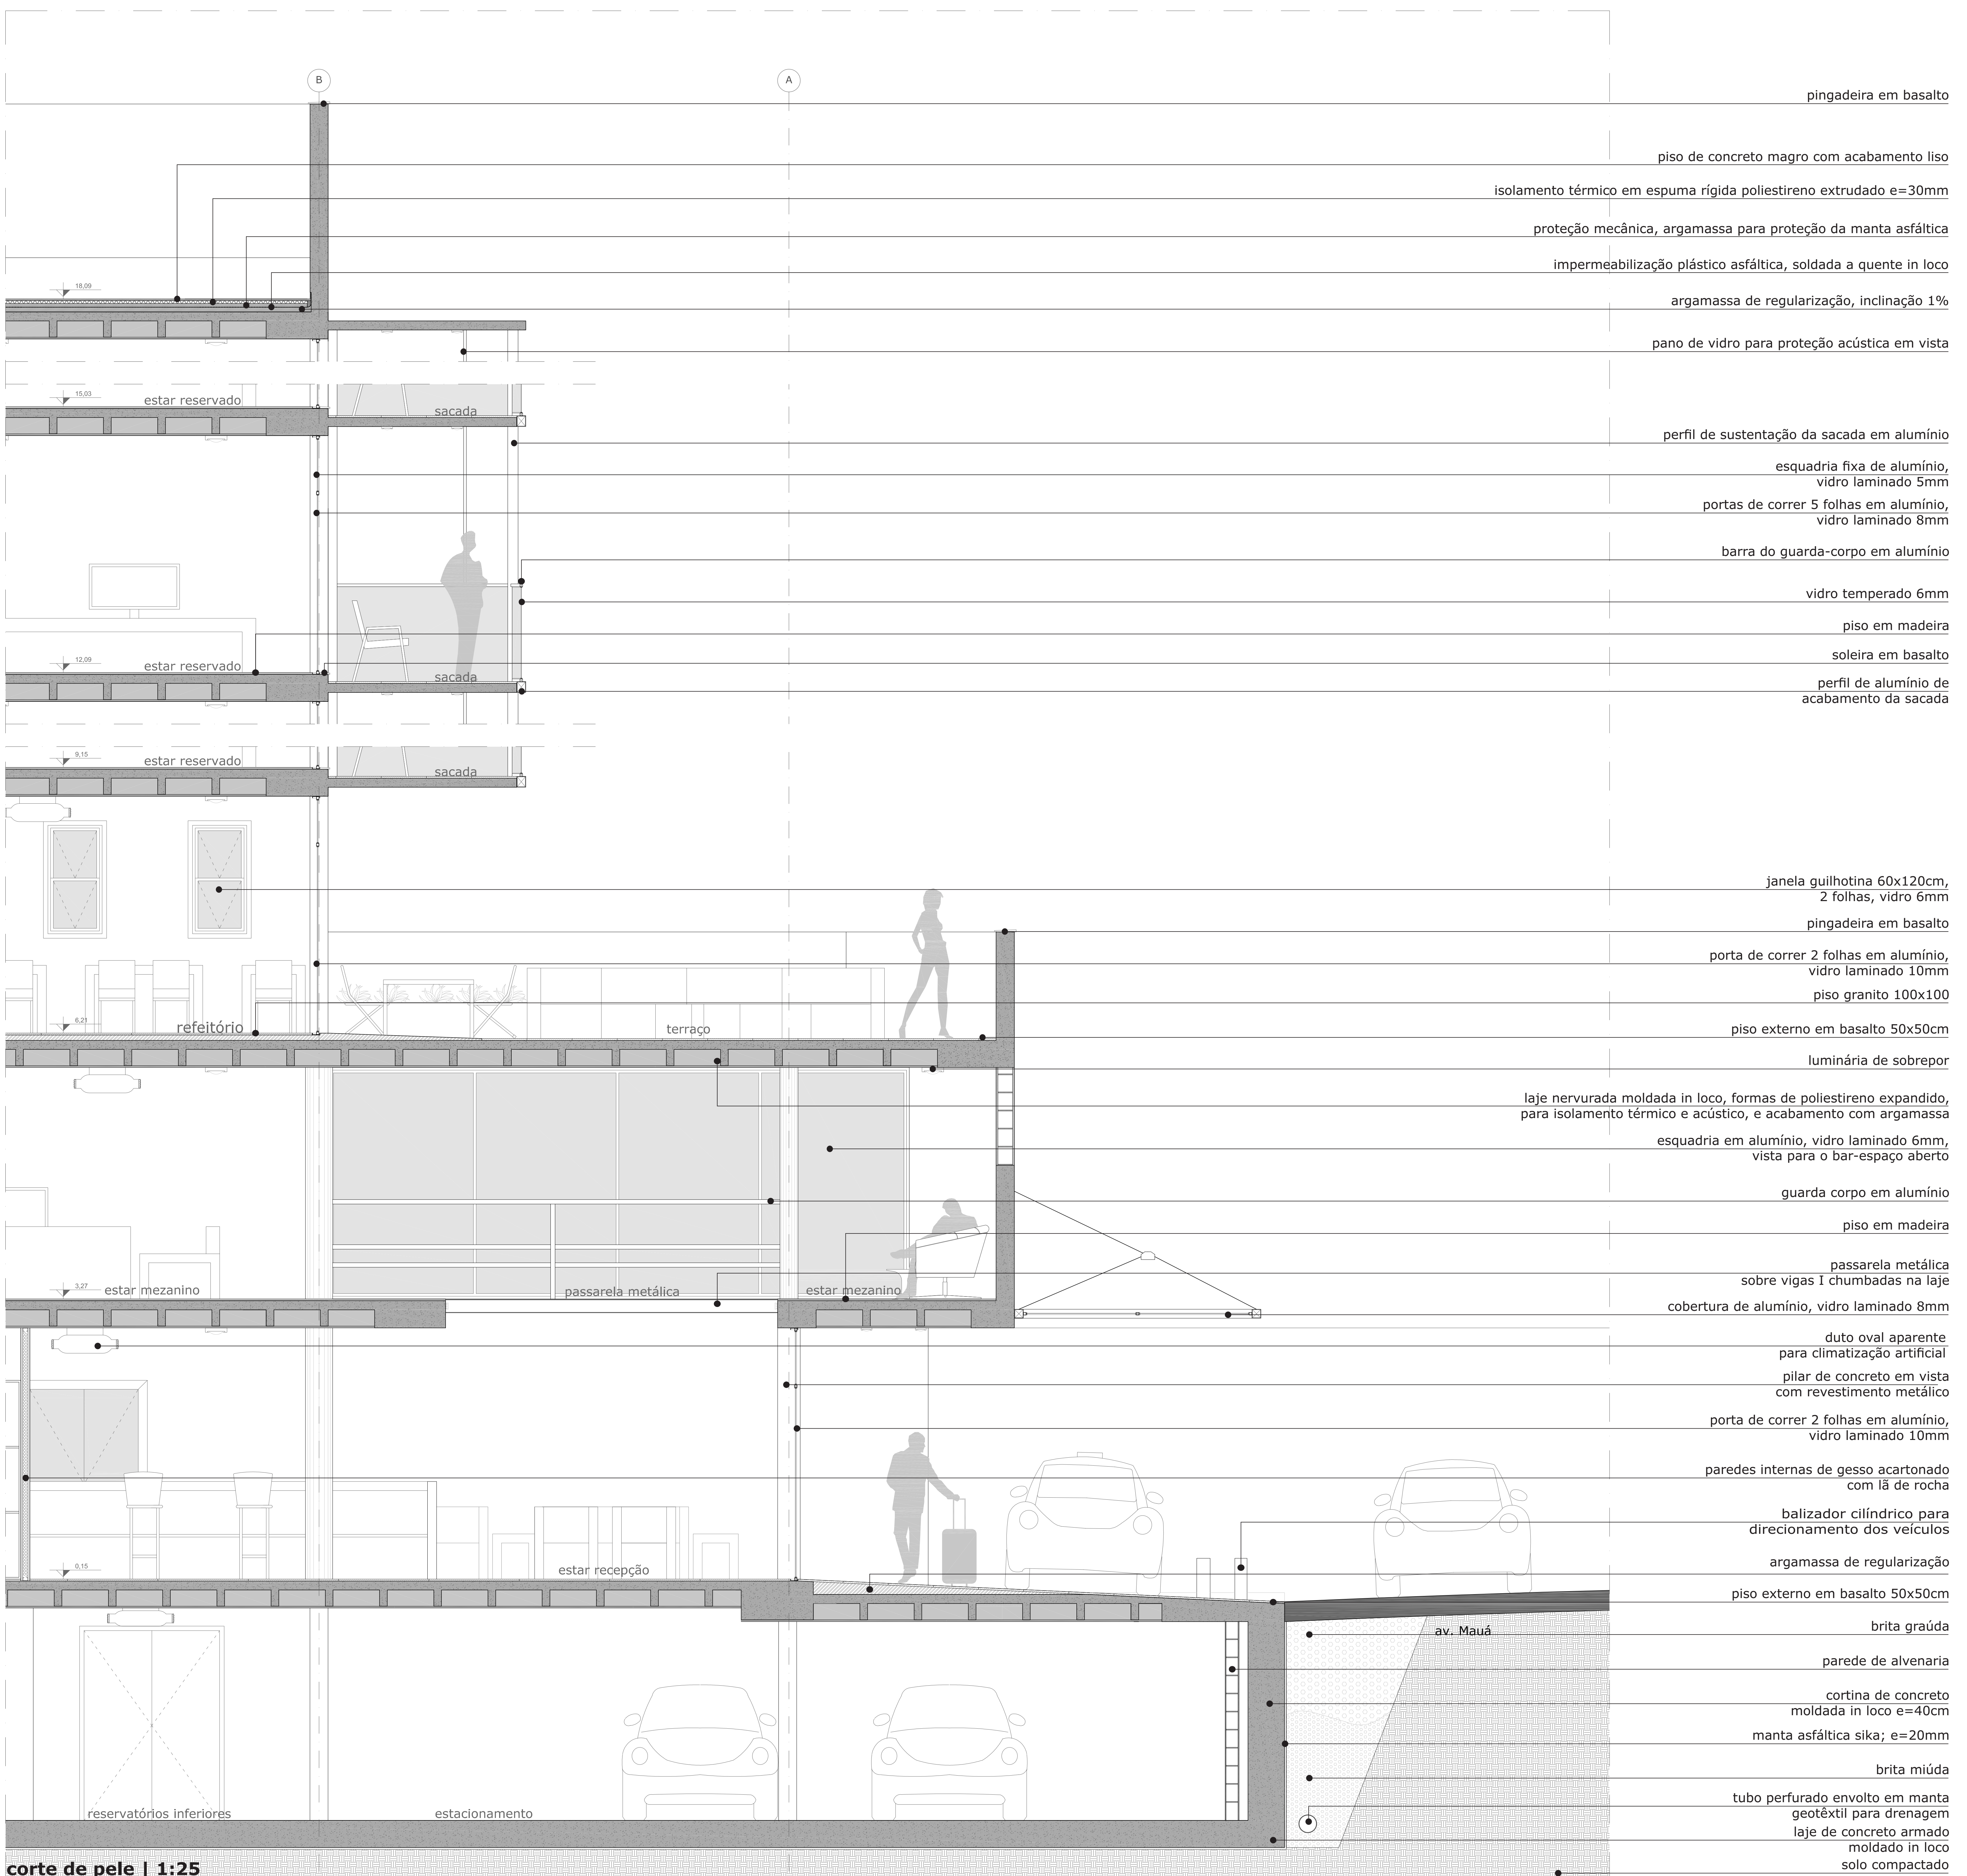 B
A
pingadeira em basalto
piso de concreto magro com acabamento liso
isolamento térmico em espuma rígida poliestireno extrudado e=30mm
proteção mecânica, argamassa para proteção da manta asfáltica
impermeabilização plástico asfáltica, soldada a quente in loco
18,09
argamassa de regularização, inclinação 1%
pano de vidro para proteção acústica em vista
15,03
estar reservado
sacada
perfil de sustentação da sacada em alumínio
esquadria fixa de alumínio,
vidro laminado 5mm
portas de correr 5 folhas em alumínio,
vidro laminado 8mm
barra do guarda-corpo em alumínio
vidro temperado 6mm
piso em madeira
12,09
estar reservado
sacada
soleira em basalto
perfil de alumínio de
acabamento da sacada
9,15
estar reservado
sacada
janela guilhotina 60x120cm,
2 folhas, vidro 6mm
pingadeira em basalto
porta de correr 2 folhas em alumínio,
vidro laminado 10mm
piso granito 100x100
6,21
refeitório
terraço
piso externo em basalto 50x50cm
luminária de sobrepor
laje nervurada moldada in loco, formas de poliestireno expandido,
para isolamento térmico e acústico, e acabamento com argamassa
esquadria em alumínio, vidro laminado 6mm,
vista para o bar-espaço aberto
guarda corpo em alumínio
piso em madeira
passarela metálica
sobre vigas I chumbadas na laje
3,27
estar mezanino
passarela metálica
estar mezanino
cobertura de alumínio, vidro laminado 8mm
duto oval aparente
para climatização artificial
pilar de concreto em vista
com revestimento metálico
porta de correr 2 folhas em alumínio,
vidro laminado 10mm
paredes internas de gesso acartonado
com lã de rocha
balizador cilíndrico para
direcionamento dos veículos
0,15
estar recepção
argamassa de regularização
piso externo em basalto 50x50cm
brita graúda
av. Mauá
parede de alvenaria
cortina de concreto
moldada in loco e=40cm
manta asfáltica sika; e=20mm
brita miúda
tubo perfurado envolto em manta
geotêxtil para drenagem
reservatórios inferiores
estacionamento
laje de concreto armado
moldado in loco
solo compactado
corte de pele | 1:25